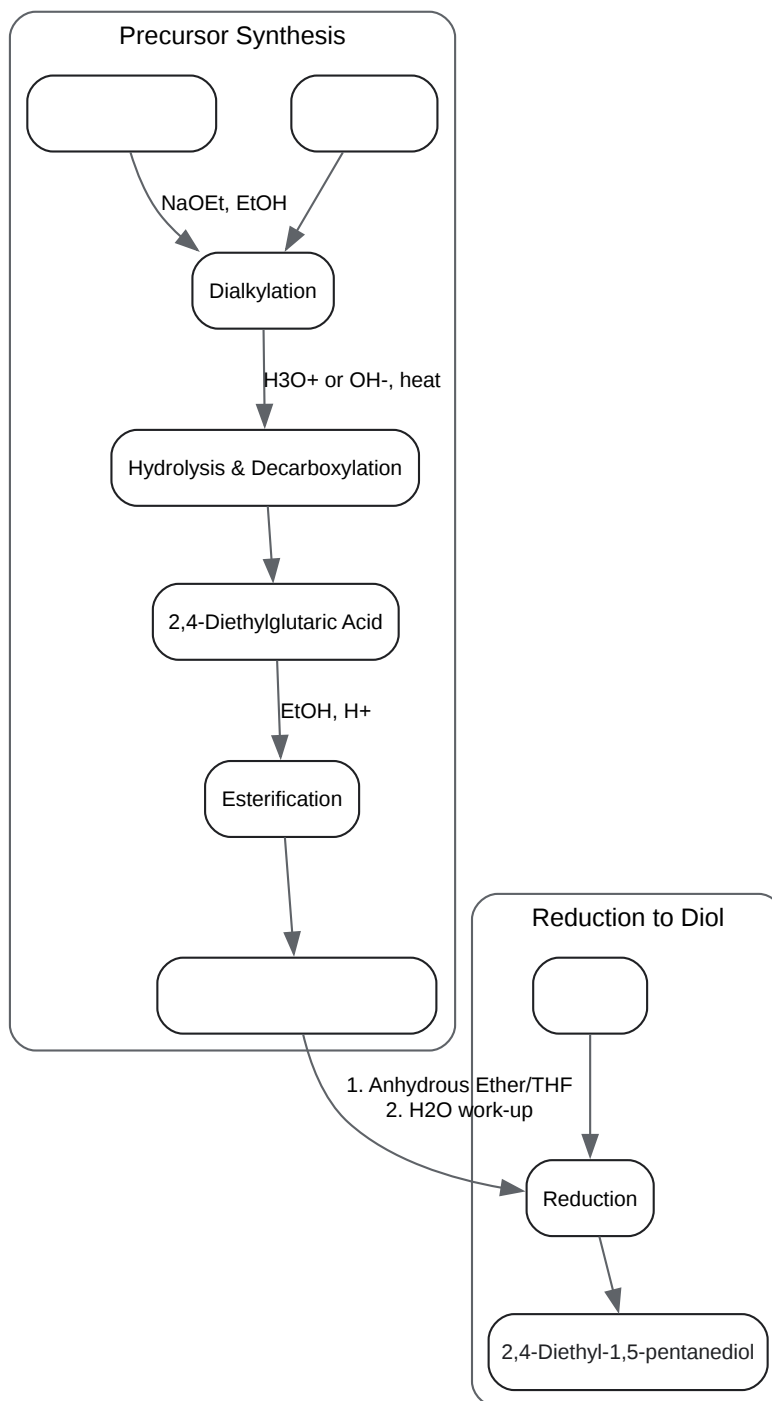 Precursor Synthesis
NaOEt, EtOH
Dialkylation
H3O+ or OH-, heat
Hydrolysis & Decarboxylation
2,4-Diethylglutaric Acid
EtOH, H+
Esterification
Reduction to Diol
1. Anhydrous Ether/THF
2. H2O work-up
Reduction
2,4-Diethyl-1,5-pentanediol